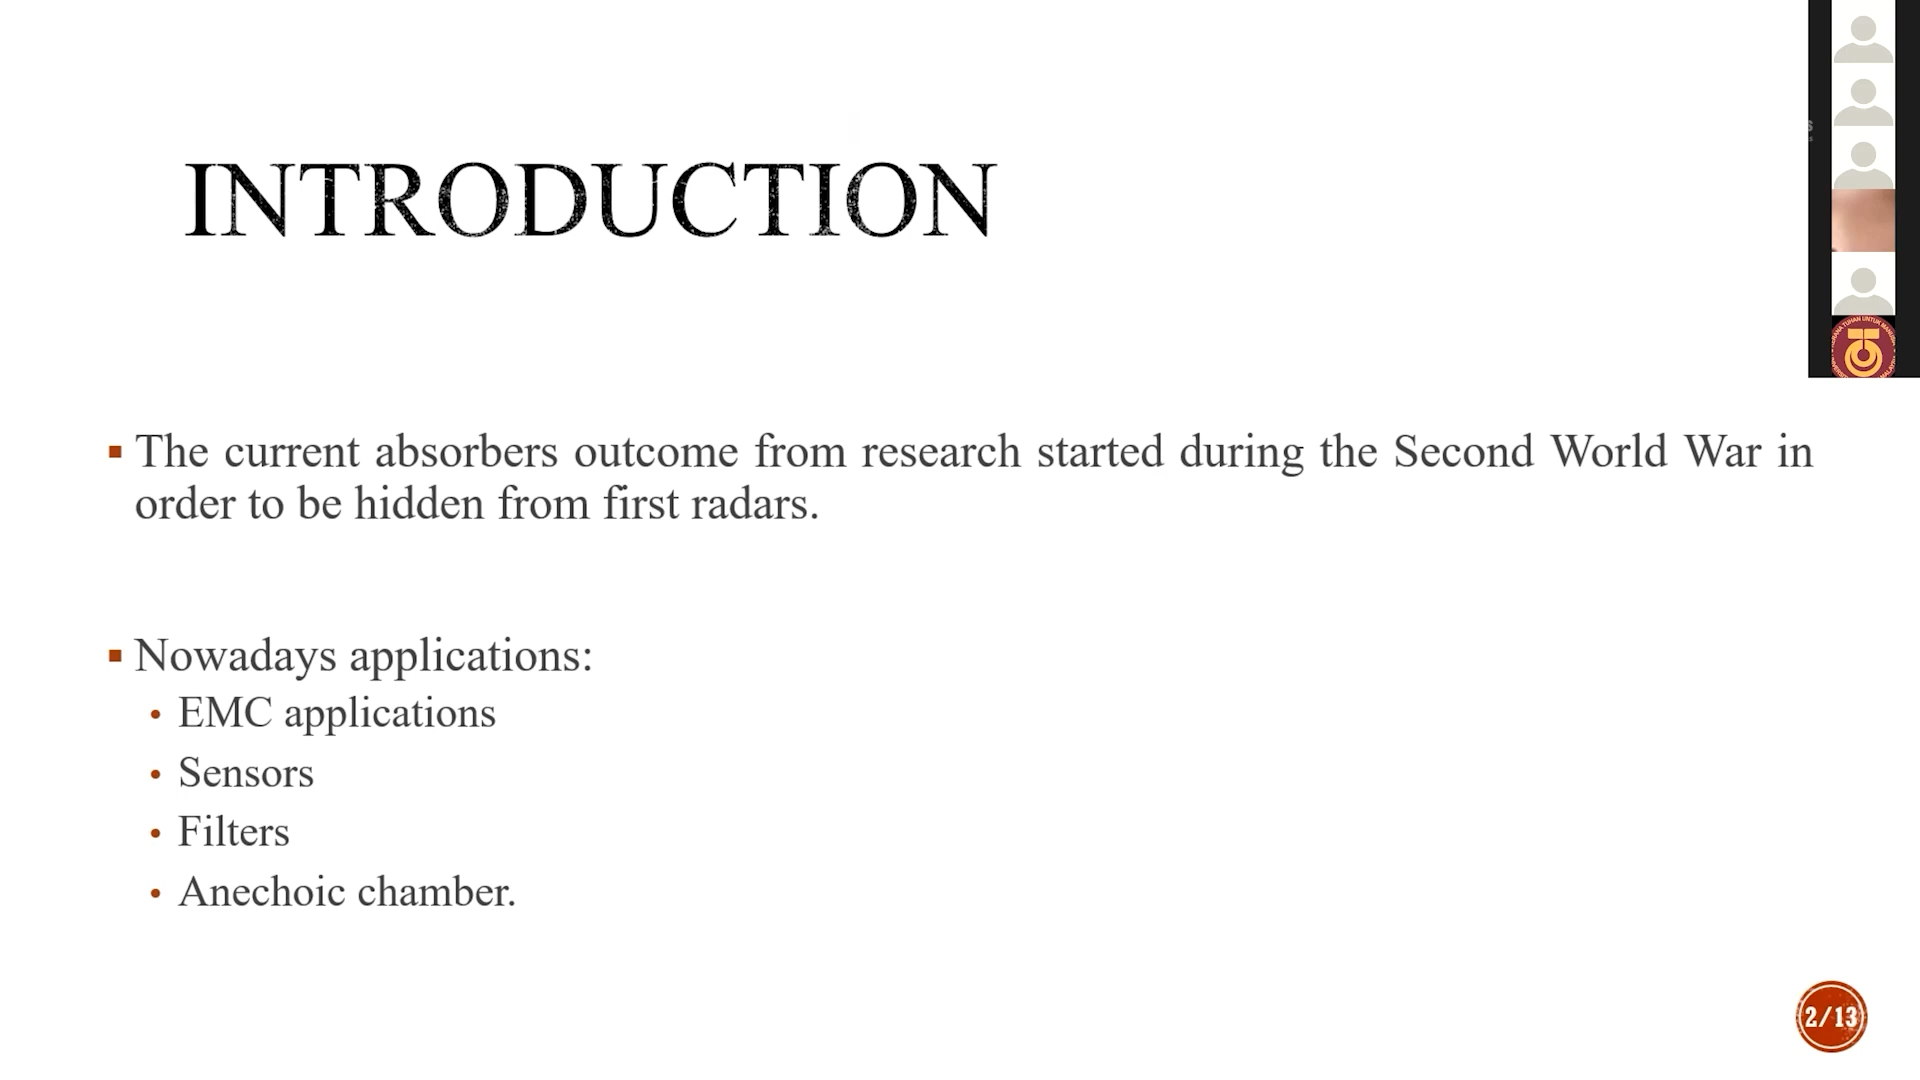 INTRODUCTION
▪ The current absorbers outcome from research started during the Second World War in
order to be hidden from first radars.
▪ Nowadays applications:
• EMC applications
• Sensors
• Filters
• Anechoic chamber.
2/13